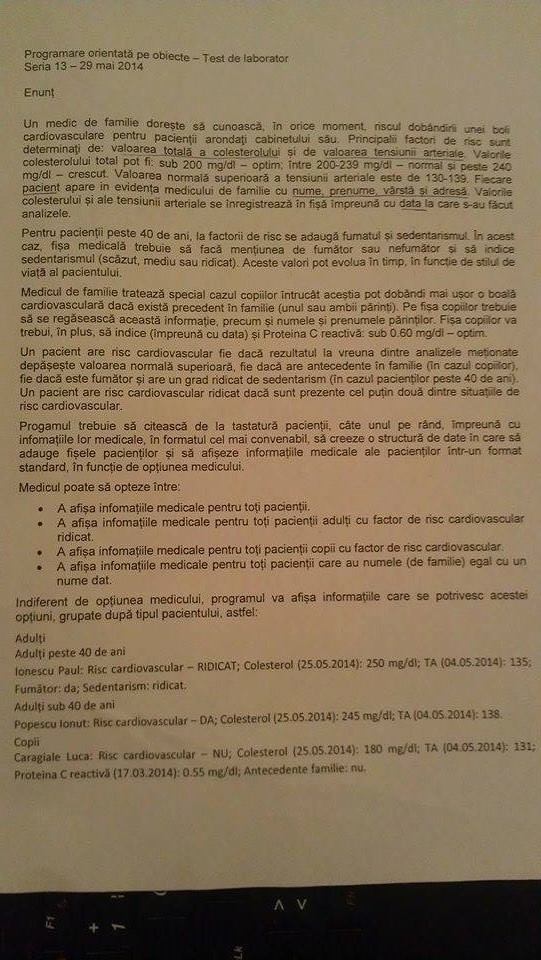 Programare orientată pe obiecte – Test de laborator
Seria 13 – 29 mai 2014
Enunț
Un medic de familie dorește să cunoască, în orice moment, riscul dobândirii unei boli
cardiovasculare pentru pacienții arondați cabinetului său. Principalii factori de risc sunt
determinați de: valoarea totală a colesterolului și de valoarea tensiunii arteriale. Valorile
colesterolului total pot fi: sub 200 mg/dl – optim; între 200-239 mg/dl – normal și peste 240
mg/dl – crescut. Valoarea normală superioară a tensiunii arteriale este de 130-139. Fiecare
pacient apare in evidența medicului de familie cu nume, prenume, vârstă și adresă. Valorile
colesterului și ale tensiunii arteriale se înregistrează în fișă împreună cu data la care s-au făcut
analizele.
Pentru pacienții peste 40 de ani, la factorii de risc se adaugă fumatul și sedentarismul. În acest
caz, fișa medicală trebuie să facă mențiunea de fumător sau nefumător și să indice
sedentarismul (scăzut, mediu sau ridicat). Aceste valori pot evolua în timp, în funcție de stilul de
viață al pacientului.
Medicul de familie tratează special cazul copiilor întrucât aceștia pot dobândi mai ușor o boală
cardiovasculară dacă există precedent în familie (unul sau ambii părinți). Pe fișa copiilor trebuie
să se regăsească această informație, precum și numele și prenumele părinților. Fișa copiilor va
trebui, în plus, să indice (împreună cu data) și Proteina C reactivă: sub 0.60 mg/dl – optim.
Un pacient are risc cardiovascular fie dacă rezultatul la vreuna dintre analizele meționate
depășește valoarea normală superioară, fie dacă are antecedente în familie (în cazul copiilor),
fie dacă este fumător și are un grad ridicat de sedentarism (în cazul pacienților peste 40 de ani).
Un pacient are risc cardiovascular ridicat dacă sunt prezente cel puțin două dintre situațiile de
risc cardiovascular.
Progamul trebuie să citească de la tastatură pacienții, câte unul pe rând, împreună cu
infomațiile lor medicale, în formatul cel mai convenabil, să creeze o structură de date in care să
adauge fișele pacienților și să afișeze informațiile medicale ale pacienților într-un format
standard, în funcție de opțiunea medicului.
Medicul poate să opteze între:
• A afișa infomațiile medicale pentru toți pacienții.
• A afișa infomațiile medicale pentru toți pacienții adulți cu factor de risc cardiovascular
ridicat.
• A afișa infomațiile medicale pentru toți pacienții copii cu factor de risc cardiovascular.
• A afișa infomațiile medicale pentru toți pacienții care au numele (de familie) egal cu un
nume dat.
Indiferent de opțiunea medicului, programul va afișa informațiile care se potrivesc acestei
opțiuni, grupate după tipul pacientului, astfel:
Adulți
Adulți peste 40 de ani
Ionescu Paul: Risc cardiovascular – RIDICAT; Colesterol (25.05.2014): 250 mg/dl; TA (04.05.2014): 135;
Fumător: da; Sedentarism: ridicat.
Adulți sub 40 de ani
Popescu Ionut: Risc cardiovascular – DA; Colesterol (25.05.2014): 245 mg/dl; TA (04.05.2014): 138.
Copii
Caragiale Luca: Risc cardiovascular – NU; Colesterol (25.05.2014): 180 mg/dl; TA (04.05.2014): 131;
Proteina C reactivă (17.03.2014): 0.55 mg/dl; Antecedente familie: nu.
F1
+
1